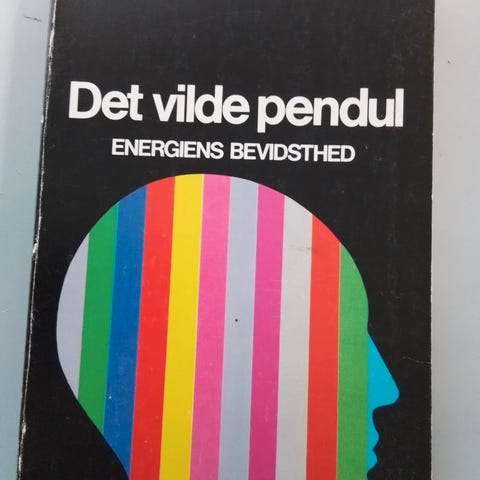 Det vilde pendul
ENERGIENS BEVIDSTHED